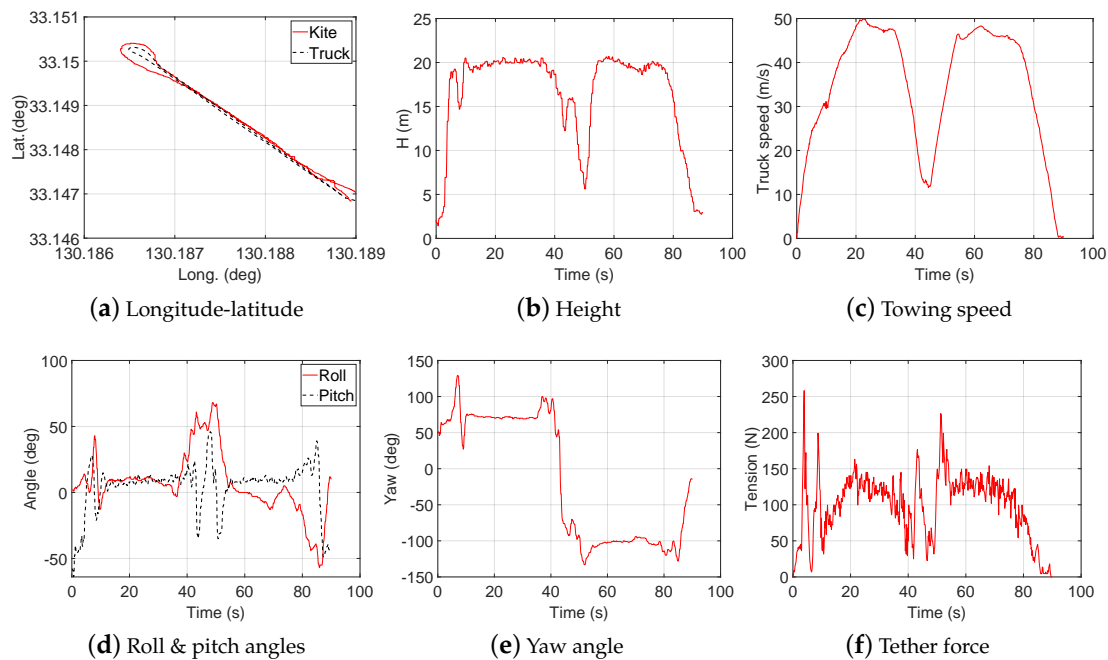 33.151
33.15
33.149
33.148
33.147
33.146
Lat.(deg)
Kite
Truck
130.186 130.187 130.188 130.189
Long. (deg)
(a) Longitude-latitude
25
20
15
10
5
0
H (m)
0 20 40 60 80 100
Time (s)
(b) Height
50
40
30
20
10
0
Truck speed (m/s)
0 20 40 60 80 100
Time (s)
(c) Towing speed
100
50
0
-50
Angle (deg)
Roll
Pitch
0 20 40 60 80 100
Time (s)
(d) Roll & pitch angles
150
100
50
0
-50
-100
-150
Yaw (deg)
0 20 40 60 80 100
Time (s)
(e) Yaw angle
300
250
200
150
100
50
0
Tension (N)
0 20 40 60 80 100
Time (s)
(f) Tether force